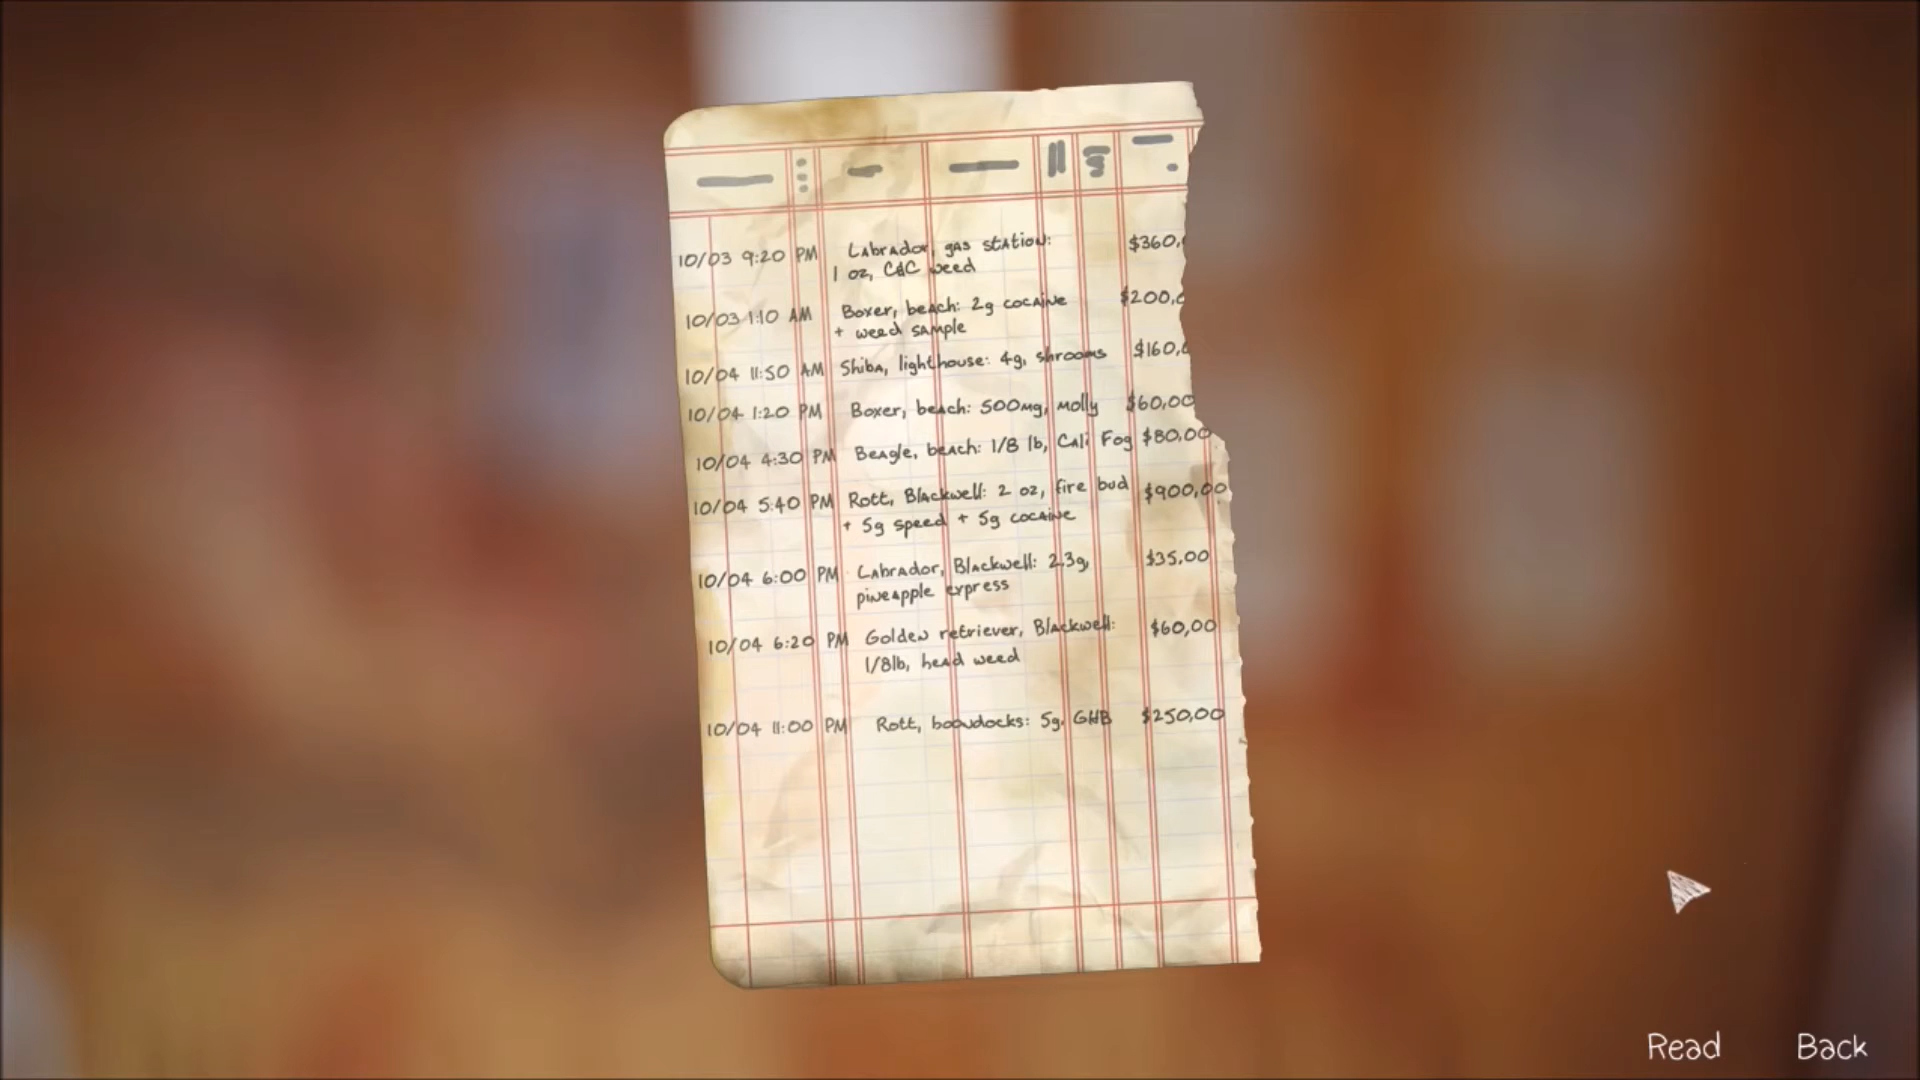 10/03 9:20 PM Labrador, gas station: $360,
1 oz, C&C weed
10/03 1:10 AM Boxer, beach: 2g cocaine $200,0
+ weed sample
10/04 11:50 AM Shiba, lighthouse: 4g, shrooms $160,0
10/04 1:20 PM Boxer, beach: 500mg, molly $60,00
10/04 4:30 PM Beagle, beach: 1/8 lb, Cali Fog $80,00
10/04 5:40 PM Rott, Blackwell: 2 oz, fire bud $900,00
+ 5g speed + 5g cocaine
10/04 6:00 PM Labrador, Blackwell: 2.3g, $35,00
pineapple express
10/04 6:20 PM Golden retriever, Blackwell: $60,00
1/8lb, head weed
10/04 11:00 PM Rott, boowdocks: 5g, GHB $250,00
Read Back